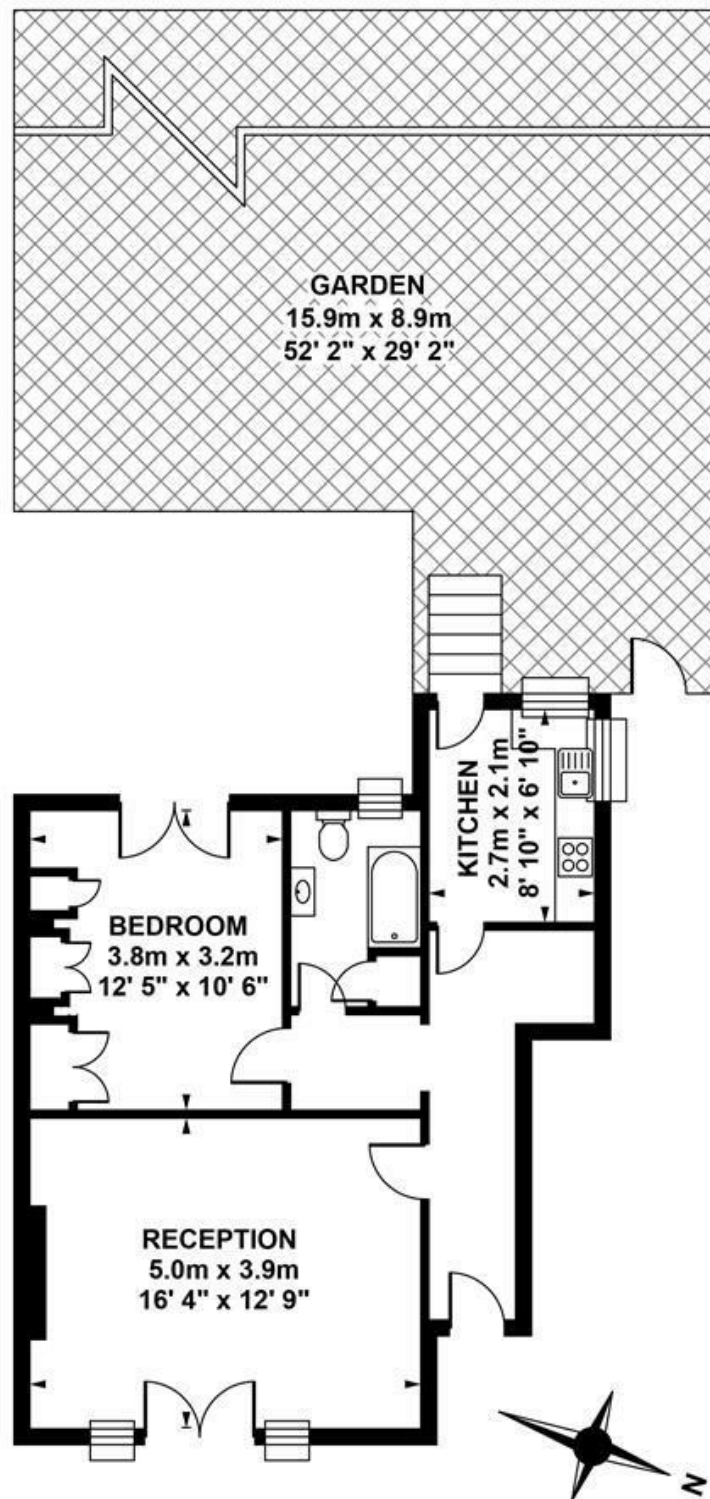 GARDEN
15.9m x 8.9m
52' 2" x 29' 2"
KITCHEN
2.7m x 2.1m
8' 10" x 6' 10"
BEDROOM
3.8m x 3.2m
12' 5" x 10' 6"
RECEPTION
5.0m x 3.9m
16' 4" x 12' 9"
N